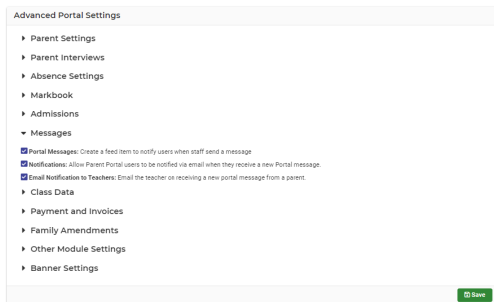 Advanced Portal Settings
Parent Settings
Parent Interviews
Absence Settings
Markbook
Admissions
Messages
Portal Messages: Create a feed item to notify users when staff send a message
Notifications: Allow Parent Portal users to be notified via email when they receive a new Portal message.
Email Notification to Teachers: Email the teacher on receiving a new portal message from a parent.
Class Data
Payment and Invoices
Family Amendments
Other Module Settings
Banner Settings
Save